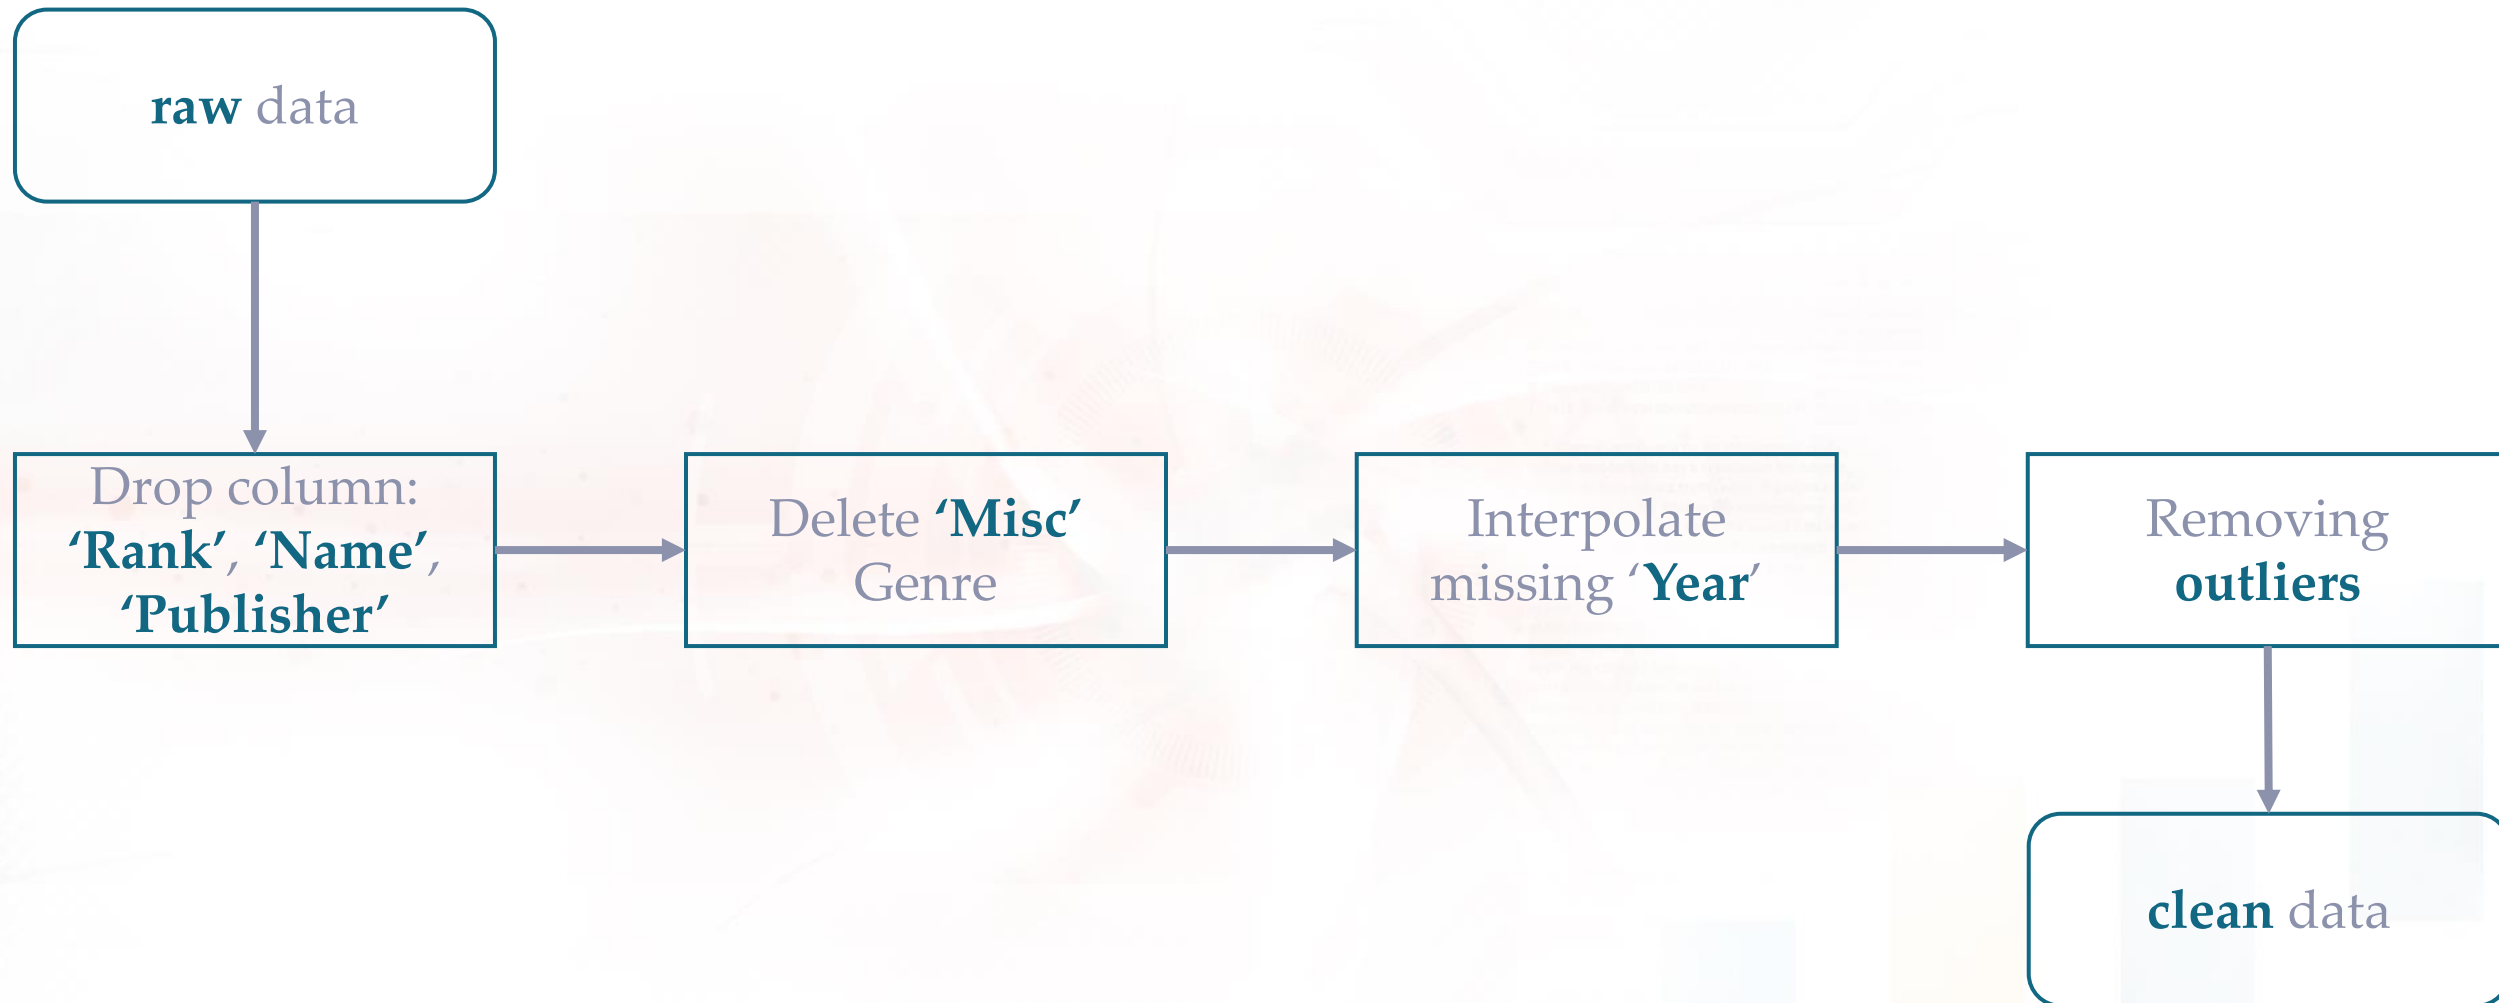 raw data
Drop column:
‘Rank’, ‘Name’,
‘Publisher’
Delete ‘Misc’
Genre
Interpolate
missing ‘Year’
Removing
outliers
clean data